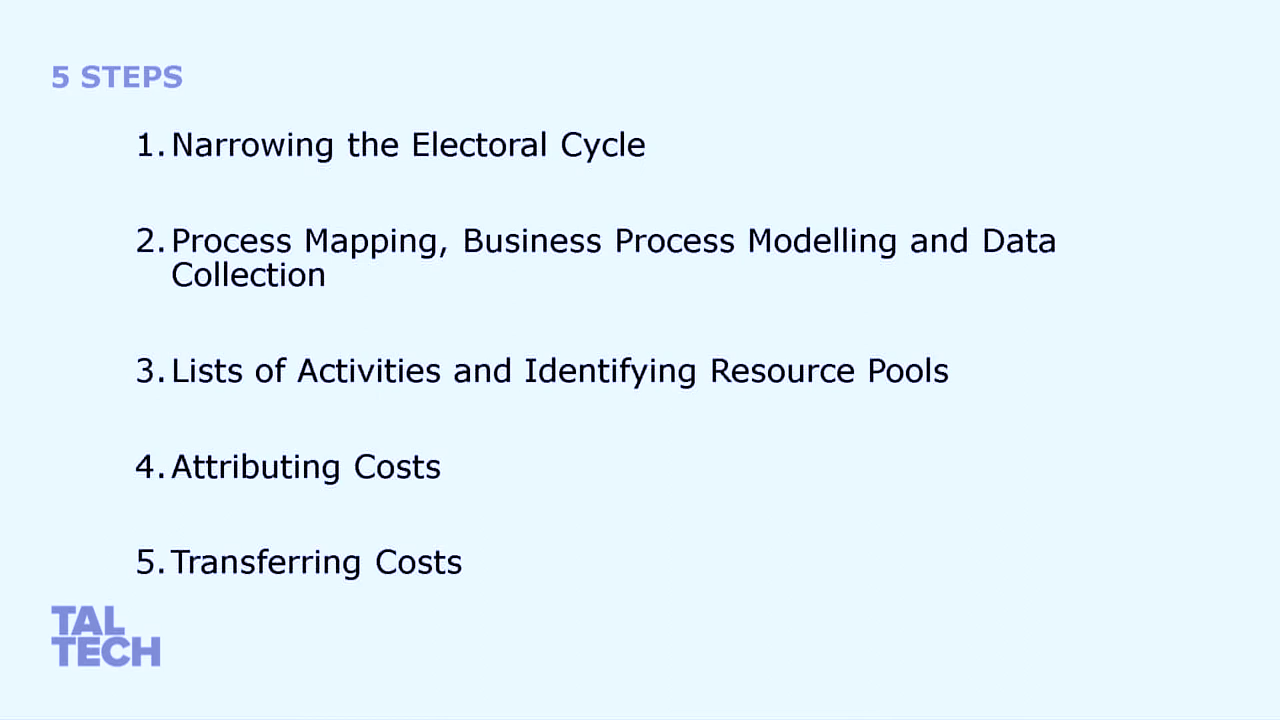 5 STEPS
1. Narrowing the Electoral Cycle
2. Process Mapping, Business Process Modelling and Data
Collection
3. Lists of Activities and Identifying Resource Pools
4. Attributing Costs
5. Transferring Costs
TAL
TECH